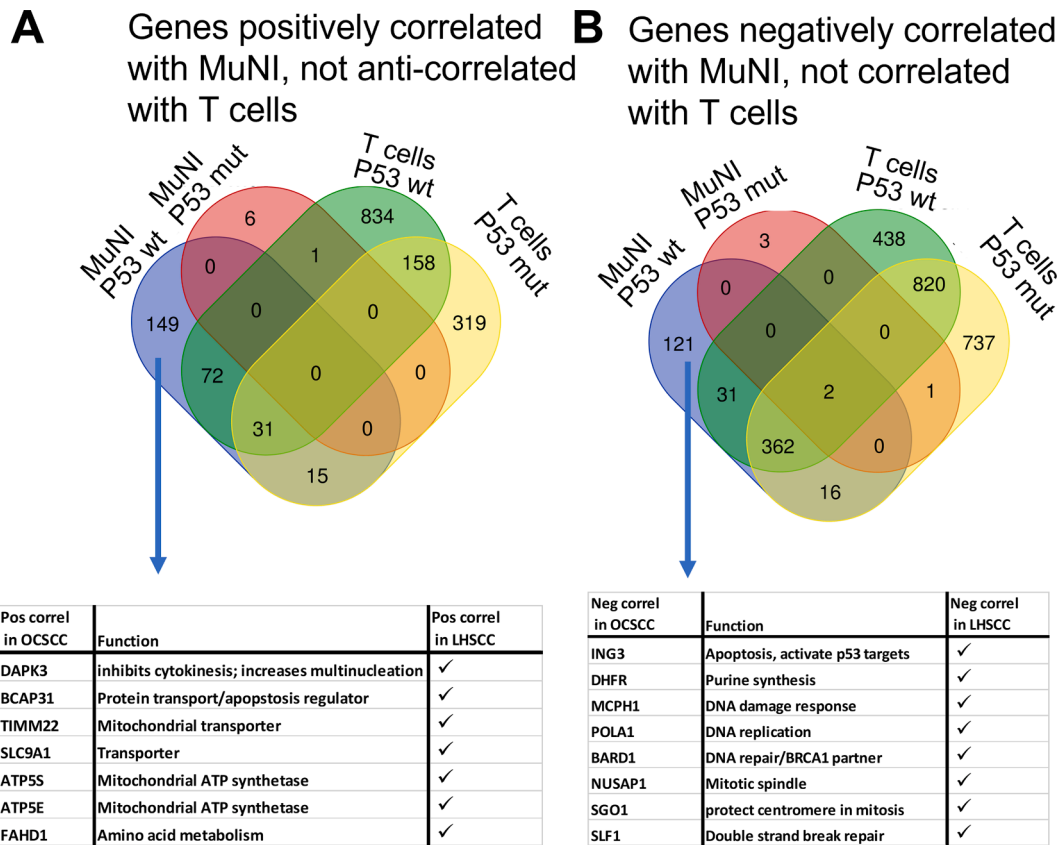 A
Genes positively correlated
with MuNI, not anti-correlated
with T cells
MuNI
P53 wt
MuNI
P53 mut
T cells
P53 wt
T cells
P53 mut
6
834
0
1
158
149
0
0
319
72
0
0
31
0
15
Pos correl
in OCSCC
Function
Pos correl
in LHSCC
DAPK3 inhibits cytokinesis; increases multinucleation ✓
BCAP31 Protein transport/apopstosis regulator ✓
TIMM22 Mitochondrial transporter ✓
SLC9A1 Transporter ✓
ATP5S Mitochondrial ATP synthetase ✓
ATP5E Mitochondrial ATP synthetase ✓
FAHD1 Amino acid metabolism ✓
B
Genes negatively correlated
with MuNI, not correlated
with T cells
MuNI
P53 wt
MuNI
P53 mut
T cells
P53 wt
T cells
P53 mut
3
438
0
0
820
121
0
0
737
31
2
1
362
0
16
Neg correl
in OCSCC
Function
Neg correl
in LHSCC
ING3 Apoptosis, activate p53 targets ✓
DHFR Purine synthesis ✓
MCPH1 DNA damage response ✓
POLA1 DNA replication ✓
BARD1 DNA repair/BRCA1 partner ✓
NUSAP1 Mitotic spindle ✓
SGO1 protect centromere in mitosis ✓
SLF1 Double strand break repair ✓